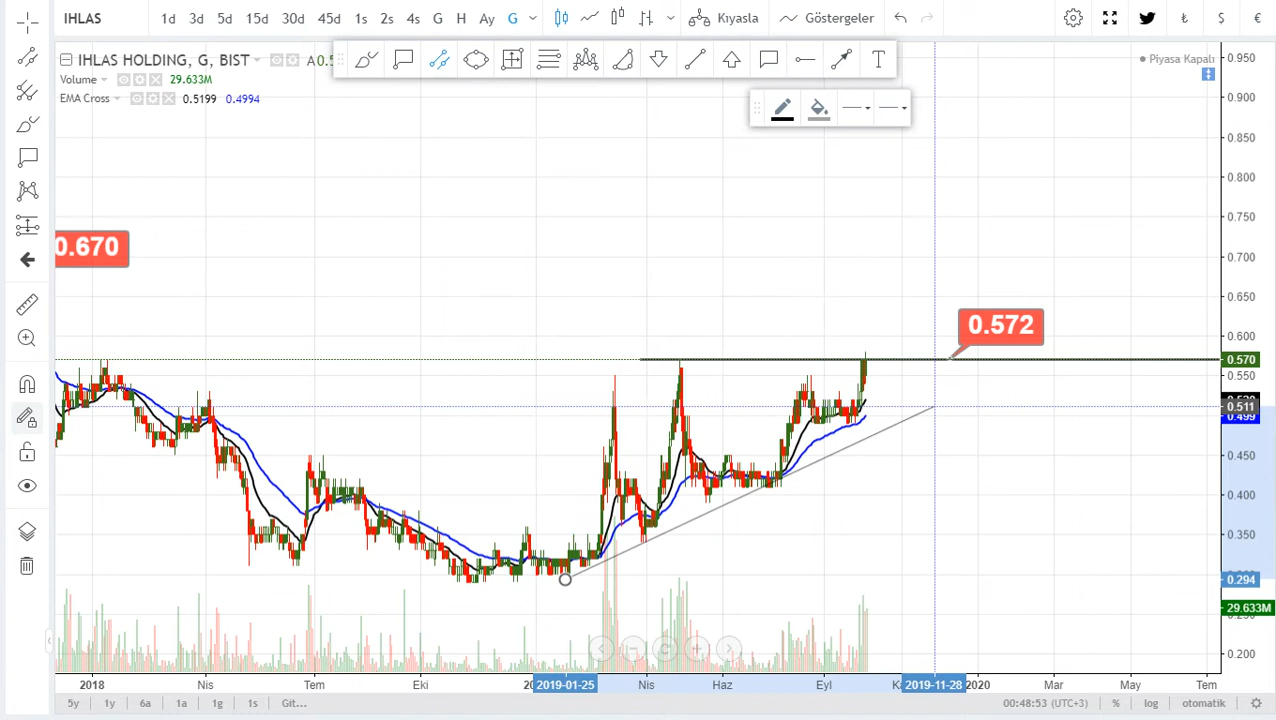 IHLAS 1d 3d 5d 15d 30d 45d 1s 2s 4s G H Ay G Kıyasla Göstergeler ₺ $ €
IHLAS HOLDING, G, BIST
Piyasa Kapalı
Volume 29.633M
EMA Cross 0.5199 0.4994
0.670
0.572
0.950
0.900
0.850
0.800
0.750
0.700
0.650
0.600
0.570
0.550
0.511
0.499
0.450
0.400
0.350
0.294
29.633M
0.200
2018 Nis Tem Eki 2019-01-25 Nis Haz Eyl 2019-11-28 2020 Mar May Tem
5y 1y 6a 1a 1g 1s Git... 00:48:53 (UTC+3) % log otomatik